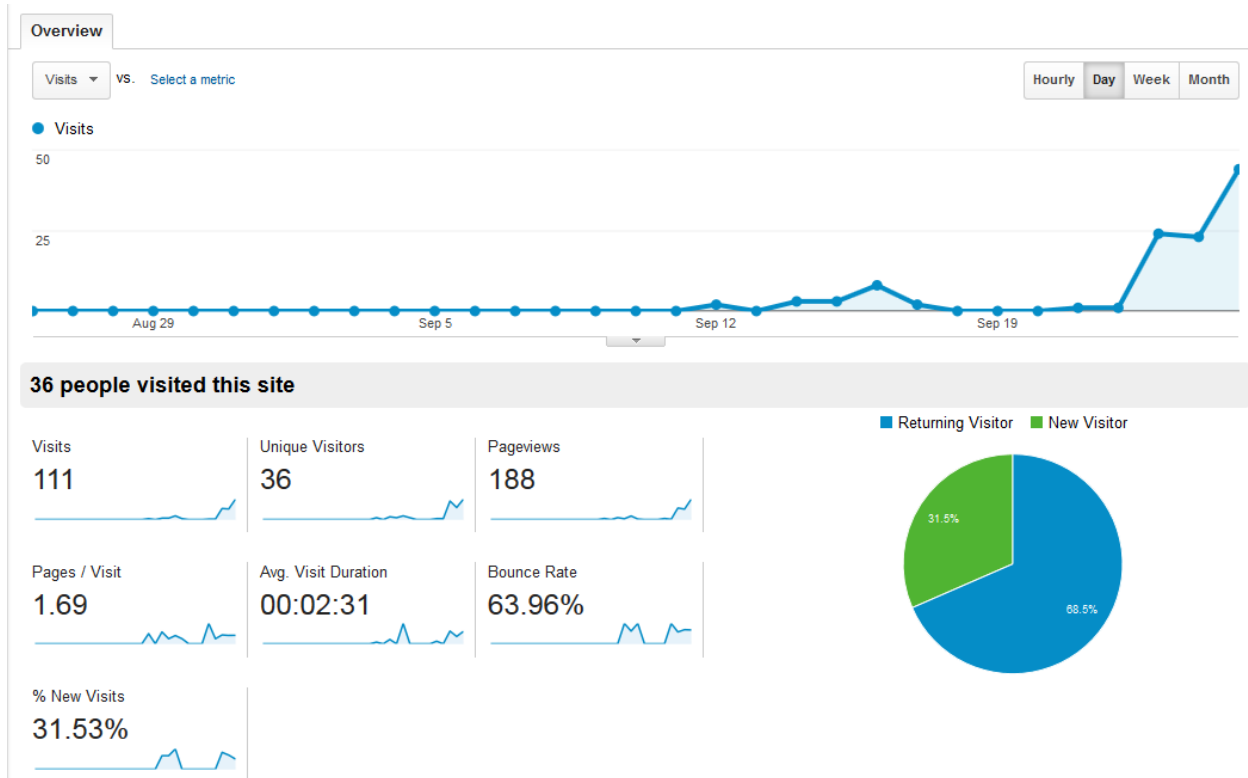 Overview
Visits vs. Select a metric Hourly Day Week Month
Visits
50
25
Aug 29 Sep 5 Sep 12 Sep 19
36 people visited this site
Returning Visitor New Visitor
Visits Unique Visitors Pageviews
111 36 188
31.5%
Pages / Visit Avg. Visit Duration Bounce Rate
1.69 00:02:31 63.96%
68.5%
% New Visits
31.53%